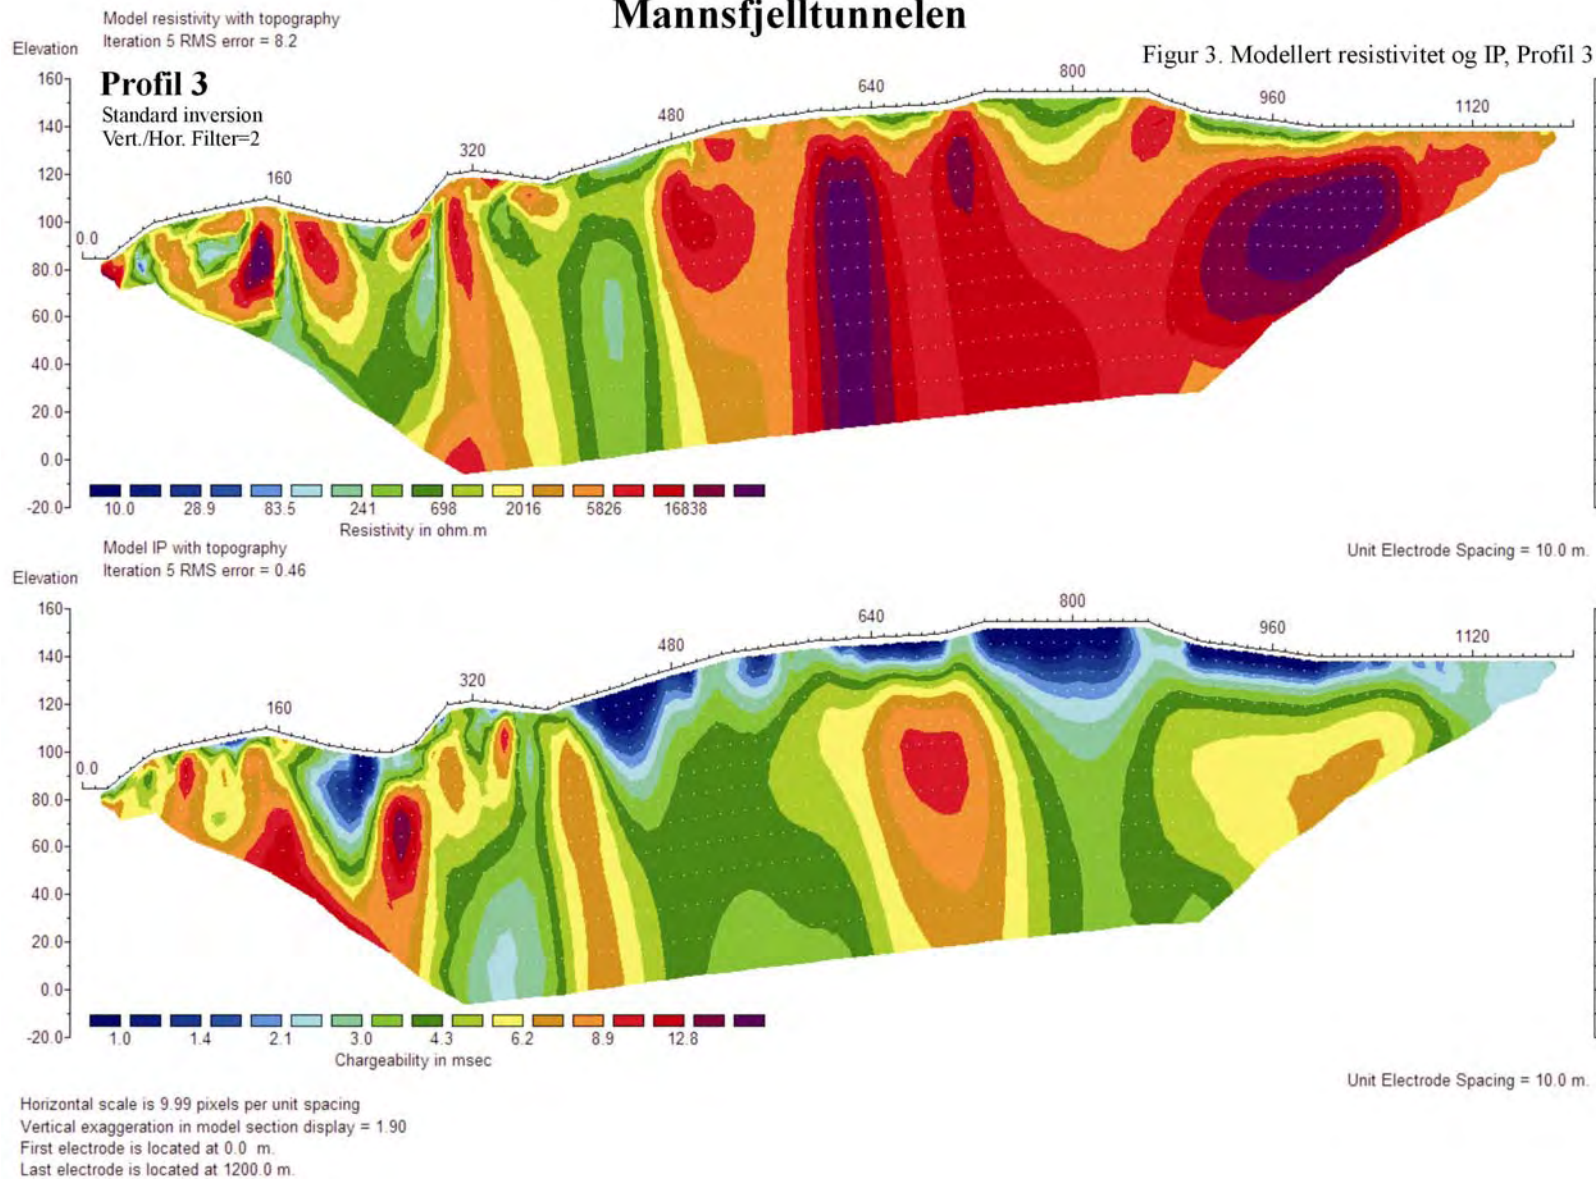 Mannsfjelltunnelen
Model resistivity with topography
Iteration 5 RMS error = 8.2
Elevation
Figur 3. Modellert resistivitet og IP, Profil 3
Profil 3
Standard inversion
Vert./Hor. Filter=2
160
140
120
100
80.0
60.0
40.0
20.0
0.0
-20.0
0.0
160
320
480
640
800
960
1120
10.0 28.9 83.5 241 698 2016 5826 16838
Resistivity in ohm.m
Unit Electrode Spacing = 10.0 m.
Model IP with topography
Iteration 5 RMS error = 0.46
Elevation
160
140
120
100
80.0
60.0
40.0
20.0
0.0
-20.0
0.0
160
320
480
640
800
960
1120
1.0 1.4 2.1 3.0 4.3 6.2 8.9 12.8
Chargeability in msec
Unit Electrode Spacing = 10.0 m.
Horizontal scale is 9.99 pixels per unit spacing
Vertical exaggeration in model section display = 1.90
First electrode is located at 0.0 m.
Last electrode is located at 1200.0 m.